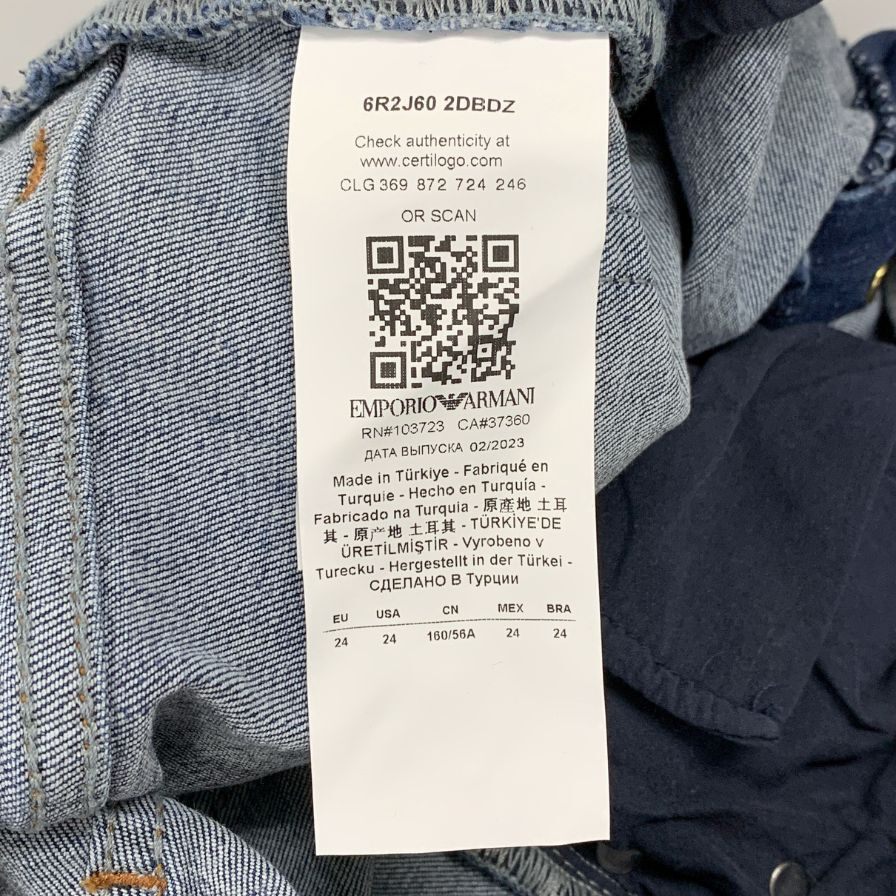 6R2J60 2DBDZ
Check authenticity at
www.certilogo.com
CLG 369 872 724 246
OR SCAN
EMPORIO ARMANI
RN#103723 CA#37360
ДАТА ВЫПУСКА 02/2023
Made in Türkiye - Fabriqué en
Turquie - Hecho en Turquía -
Fabricado na Turquia - 原產地 土耳
其 - 原产地 土耳其 - TÜRKİYE'DE
ÜRETİLMİŞTİR - Vyrobeno v
Turecku - Hergestellt in der Türkei -
СДЕЛАНО В Турции
EU USA CN MEX BRA
24 24 160/56A 24 24